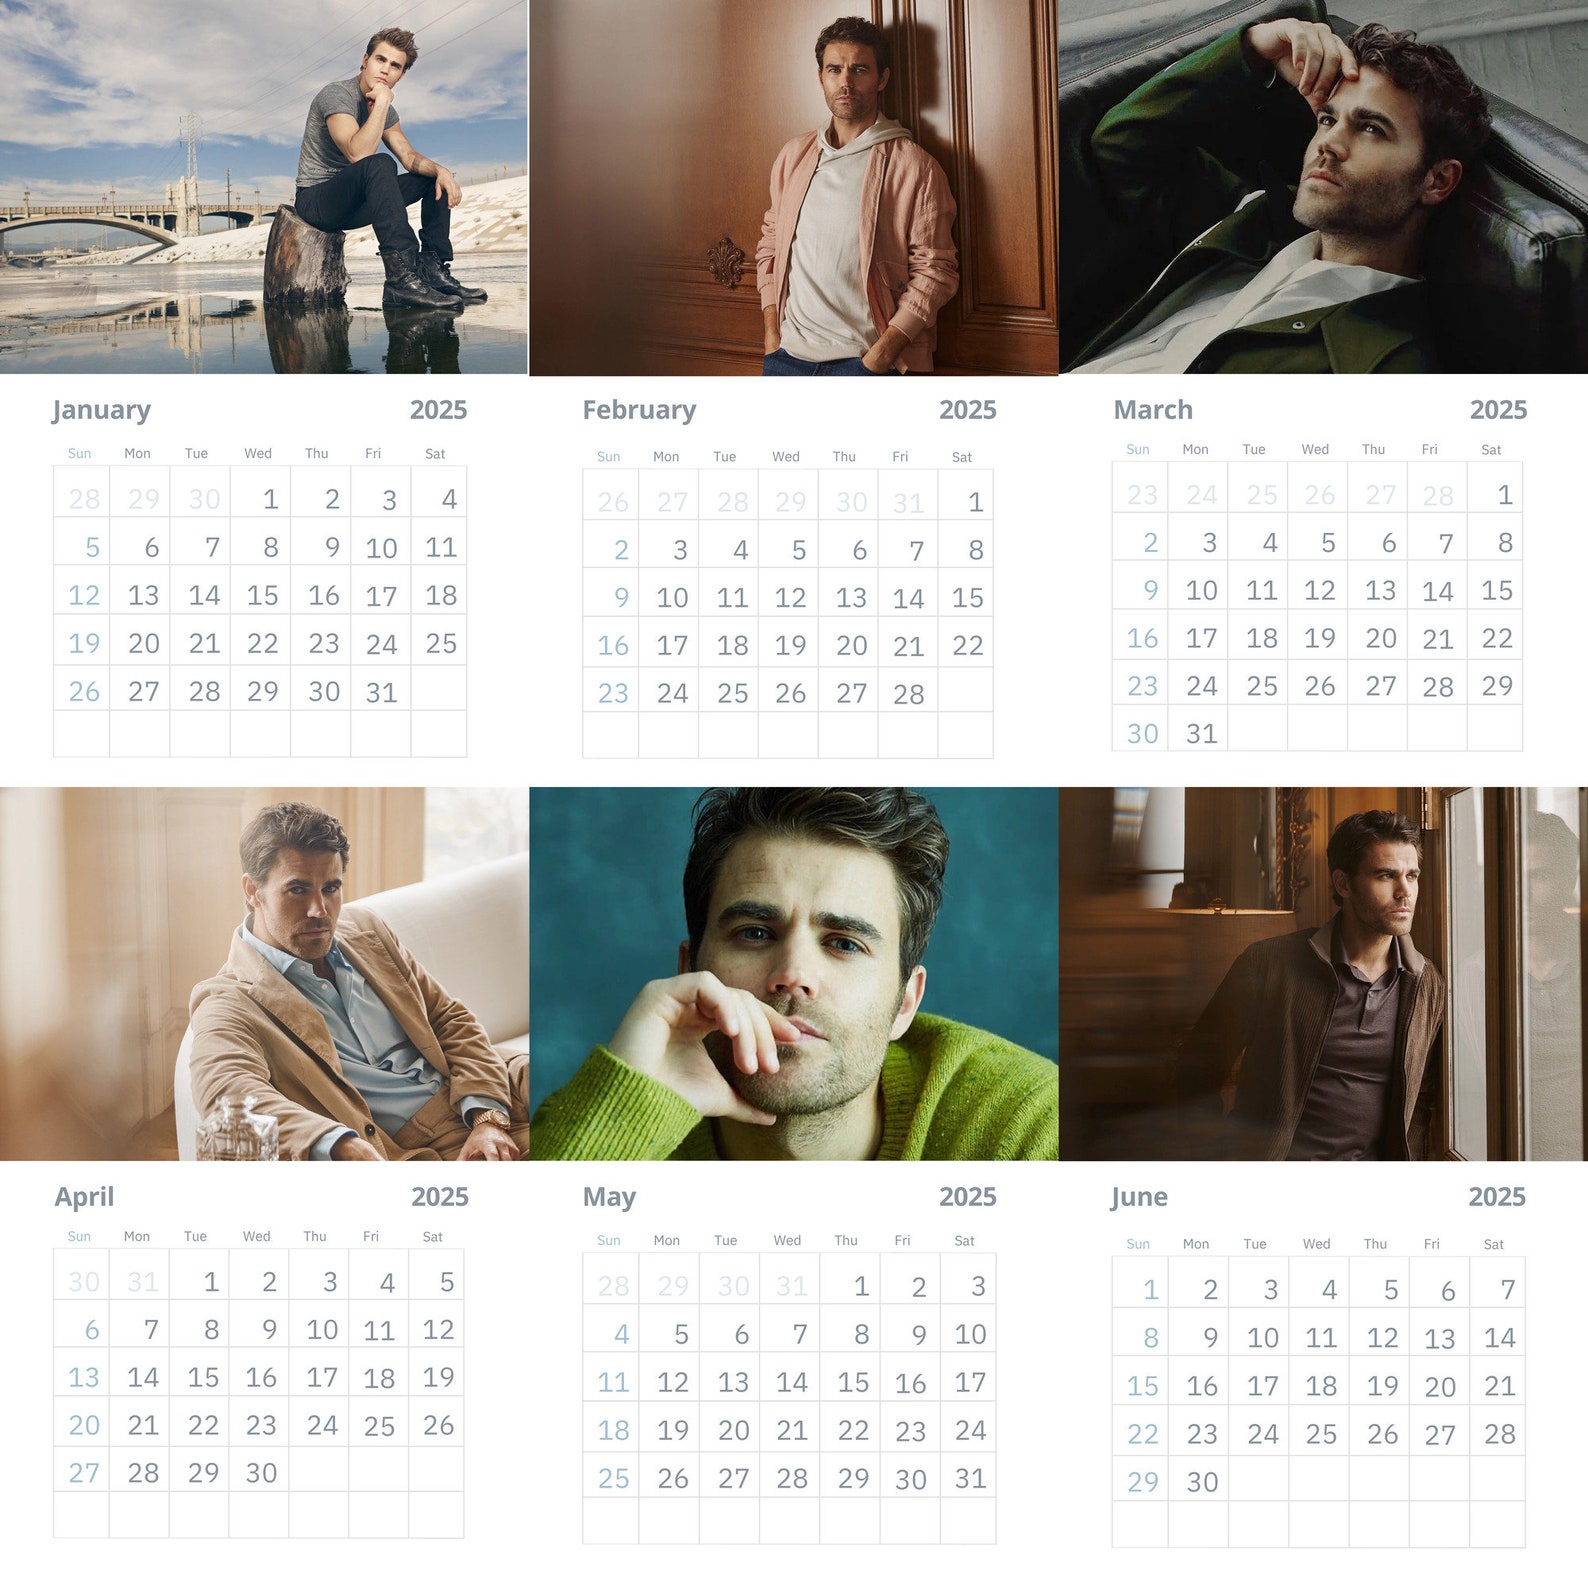 January 2025
Sun Mon Tue Wed Thu Fri Sat
28 29 30 1 2 3 4
5 6 7 8 9 10 11
12 13 14 15 16 17 18
19 20 21 22 23 24 25
26 27 28 29 30 31
February 2025
Sun Mon Tue Wed Thu Fri Sat
26 27 28 29 30 31 1
2 3 4 5 6 7 8
9 10 11 12 13 14 15
16 17 18 19 20 21 22
23 24 25 26 27 28
March 2025
Sun Mon Tue Wed Thu Fri Sat
23 24 25 26 27 28 1
2 3 4 5 6 7 8
9 10 11 12 13 14 15
16 17 18 19 20 21 22
23 24 25 26 27 28 29
30 31
April 2025
Sun Mon Tue Wed Thu Fri Sat
30 31 1 2 3 4 5
6 7 8 9 10 11 12
13 14 15 16 17 18 19
20 21 22 23 24 25 26
27 28 29 30
May 2025
Sun Mon Tue Wed Thu Fri Sat
28 29 30 31 1 2 3
4 5 6 7 8 9 10
11 12 13 14 15 16 17
18 19 20 21 22 23 24
25 26 27 28 29 30 31
June 2025
Sun Mon Tue Wed Thu Fri Sat
1 2 3 4 5 6 7
8 9 10 11 12 13 14
15 16 17 18 19 20 21
22 23 24 25 26 27 28
29 30